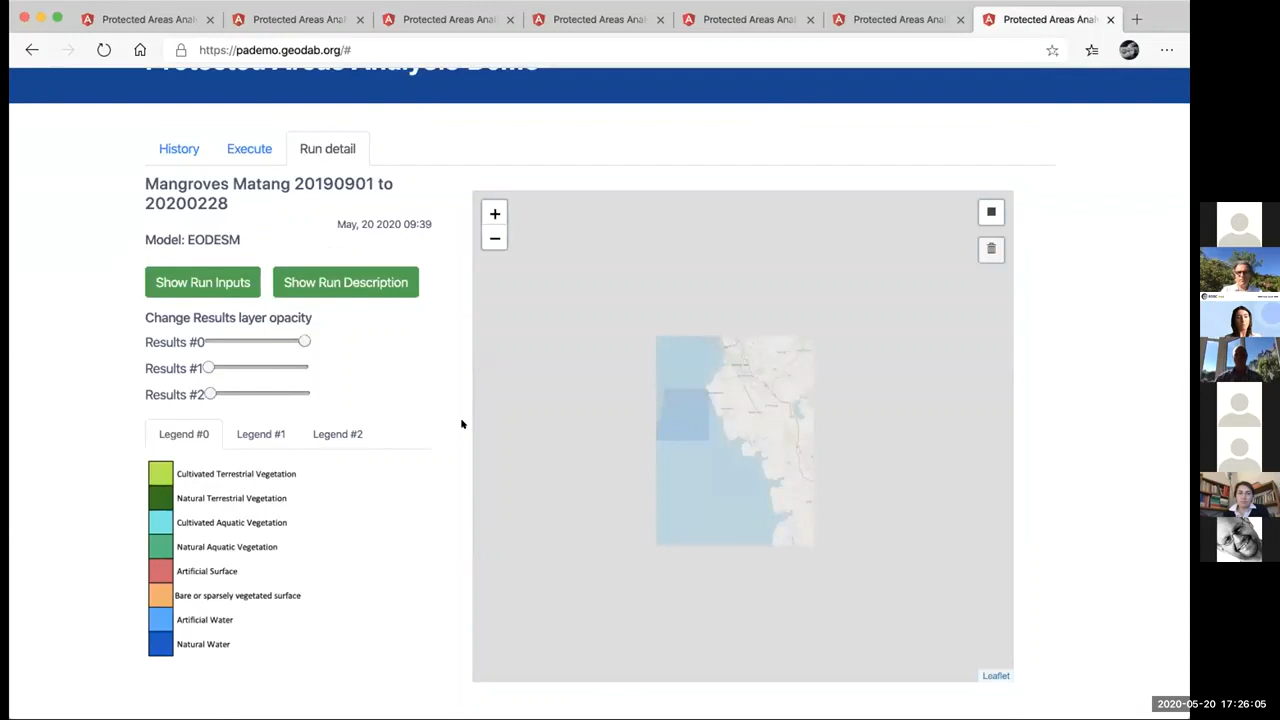 Protected Areas Anal
Protected Areas Anal
Protected Areas Anal
Protected Areas Anal
Protected Areas Anal
Protected Areas Anal
Protected Areas Anal
https://pademo.geodab.org/#
Protected Areas Analysis Demo
History
Execute
Run detail
Mangroves Matang 20190901 to
20200228
May, 20 2020 09:39
Model: EODESM
Show Run Inputs
Show Run Description
Change Results layer opacity
Results #0
Results #1
Results #2
Legend #0
Legend #1
Legend #2
Cultivated Terrestrial Vegetation
Natural Terrestrial Vegetation
Cultivated Aquatic Vegetation
Natural Aquatic Vegetation
Artificial Surface
Bare or sparsely vegetated surface
Artificial Water
Natural Water
+
−
Leaflet
2020-05-20 17:26:05